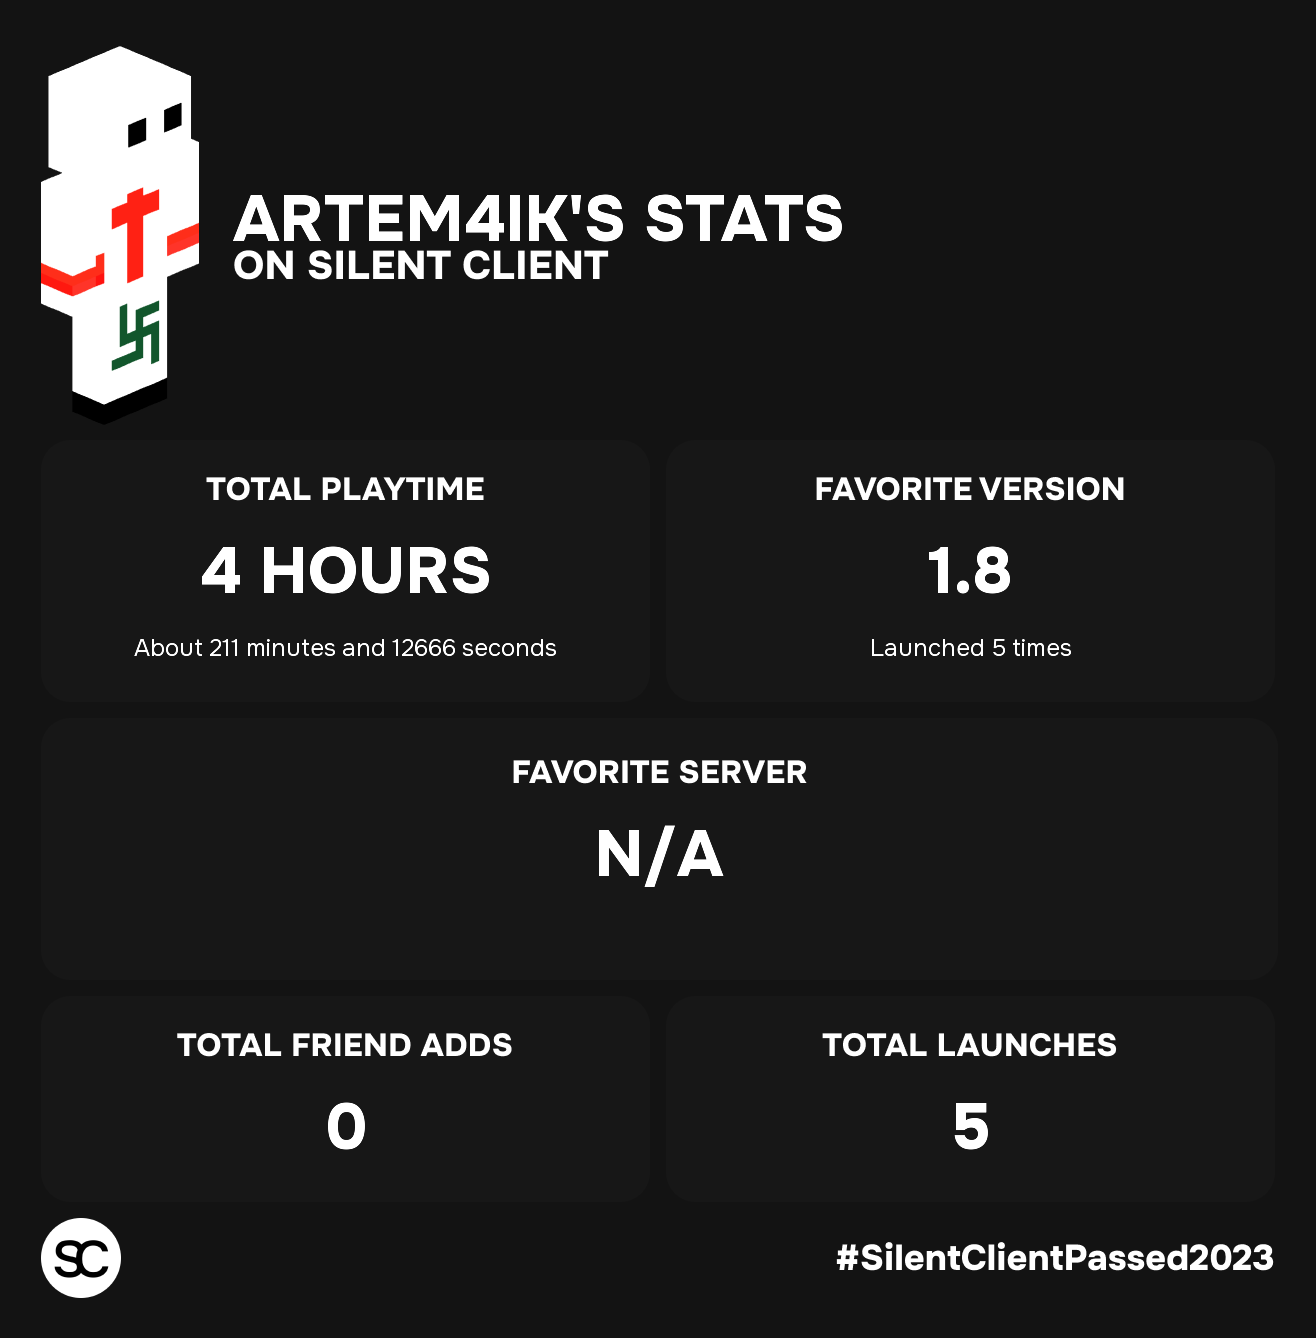 ARTEM4IK'S STATS
ON SILENT CLIENT
TOTAL PLAYTIME
4 HOURS
About 211 minutes and 12666 seconds
FAVORITE VERSION
1.8
Launched 5 times
FAVORITE SERVER
N/A
TOTAL FRIEND ADDS
0
TOTAL LAUNCHES
5
SC
#SilentClientPassed2023